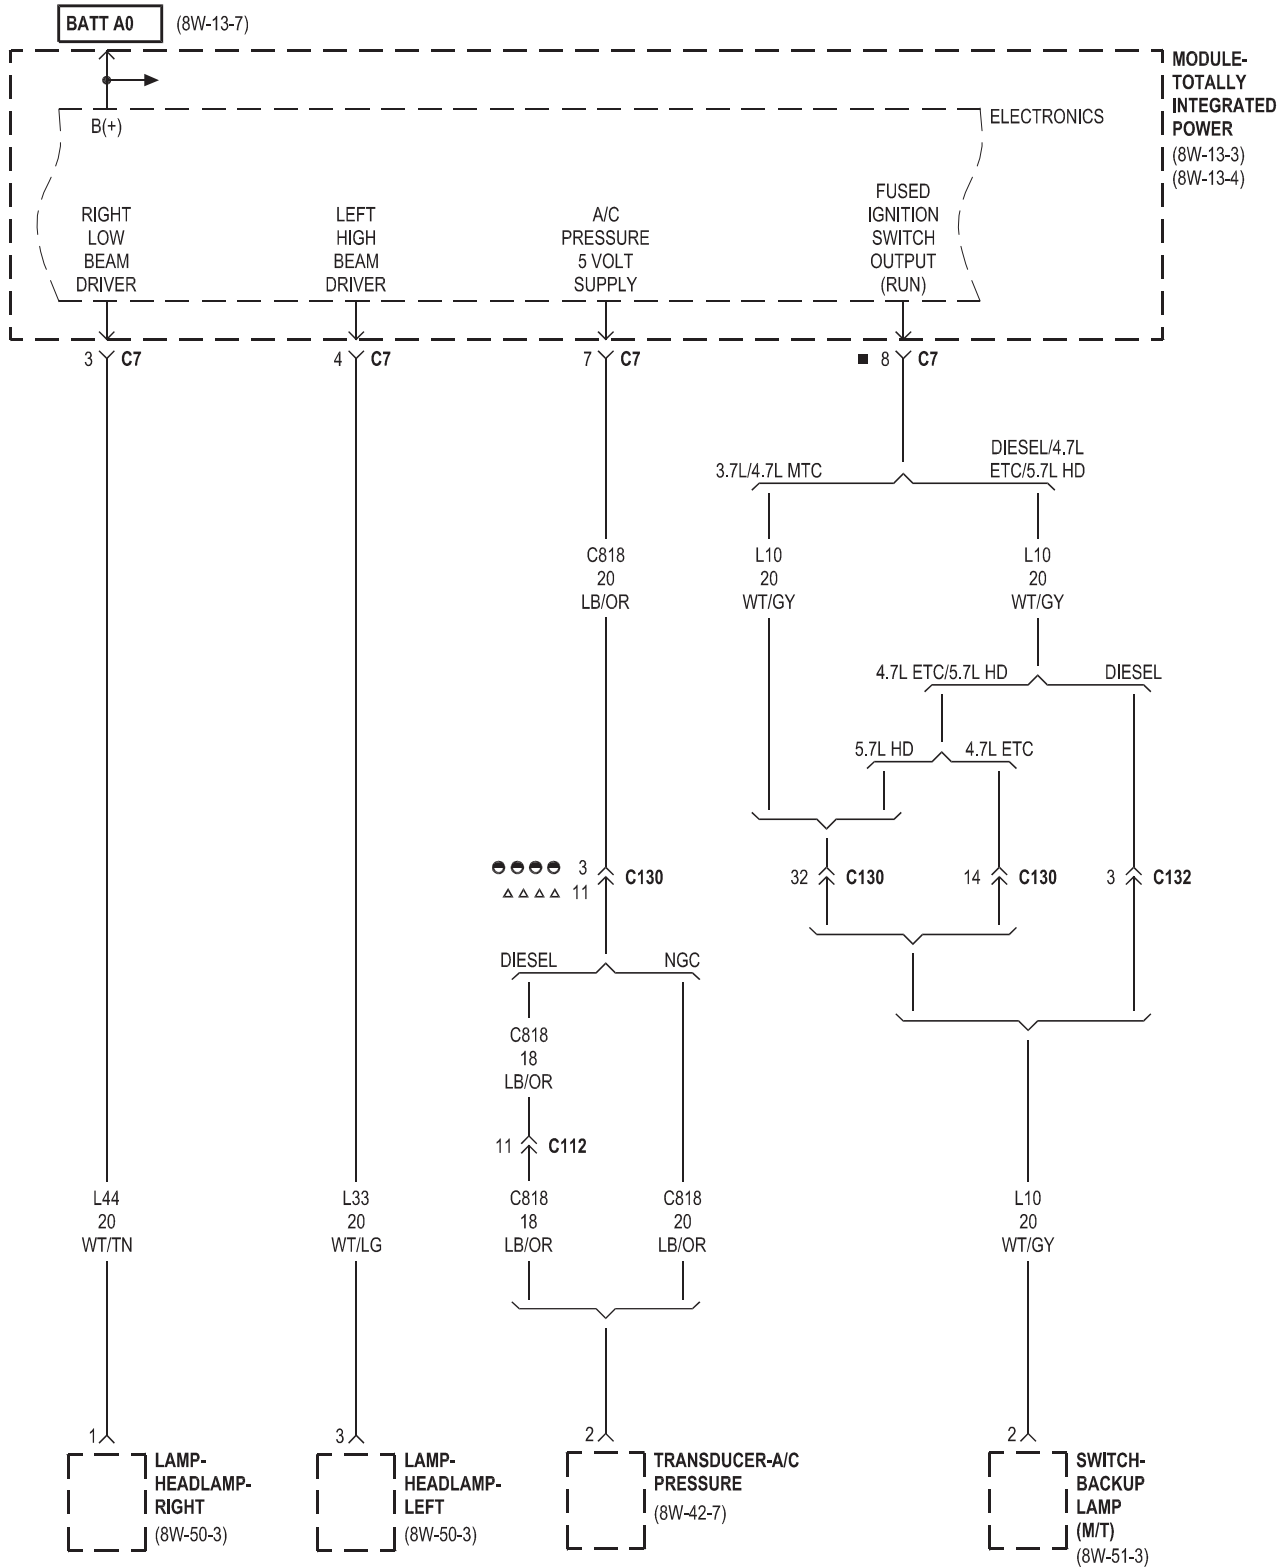 BATT A0 (8W-13-7)
MODULE-
TOTALLY
INTEGRATED
POWER
(8W-13-3)
(8W-13-4)
B(+)
ELECTRONICS
RIGHT
LOW
BEAM
DRIVER
LEFT
HIGH
BEAM
DRIVER
A/C
PRESSURE
5 VOLT
SUPPLY
FUSED
IGNITION
SWITCH
OUTPUT
(RUN)
3 C7
4 C7
7 C7
8 C7
3.7L/4.7L MTC
DIESEL/4.7L
ETC/5.7L HD
C818
20
LB/OR
L10
20
WT/GY
L10
20
WT/GY
4.7L ETC/5.7L HD
DIESEL
5.7L HD
4.7L ETC
3
11
C130
32 C130
14 C130
3 C132
DIESEL
NGC
C818
18
LB/OR
11 C112
L44
20
WT/TN
L33
20
WT/LG
C818
18
LB/OR
C818
20
LB/OR
L10
20
WT/GY
1
LAMP-
HEADLAMP-
RIGHT
(8W-50-3)
3
LAMP-
HEADLAMP-
LEFT
(8W-50-3)
2
TRANSDUCER-A/C
PRESSURE
(8W-42-7)
2
SWITCH-
BACKUP
LAMP
(M/T)
(8W-51-3)